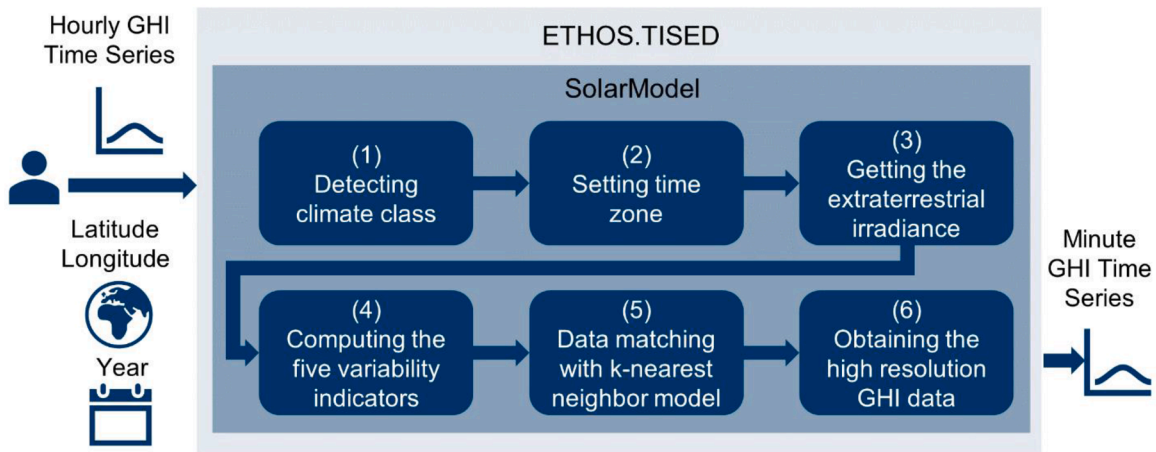 Hourly GHI
Time Series
Latitude
Longitude
Year
ETHOS.TISED
SolarModel
(1)
Detecting
climate class
(2)
Setting time
zone
(3)
Getting the
extraterrestrial
irradiance
(4)
Computing the
five variability
indicators
(5)
Data matching
with k-nearest
neighbor model
(6)
Obtaining the
high resolution
GHI data
Minute
GHI Time
Series